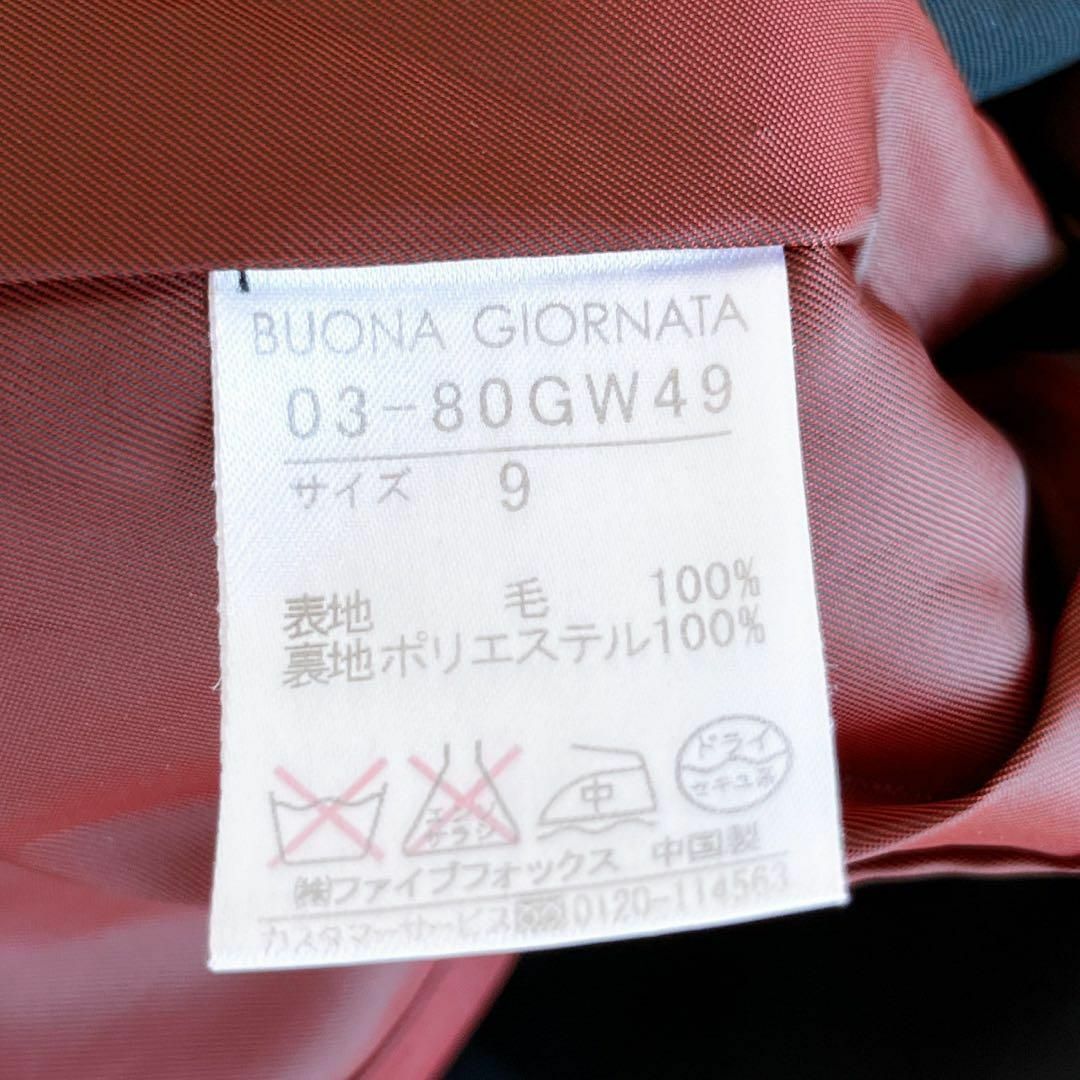 BUONA GIORNATA
03-80GW49
サイズ 9
表地 毛 100%
裏地ポリエステル100%
エンソ サラシ 中 ドライ セキユ系
㈱ファイブフォックス 中国製
カスタマーサービス 0120-114563